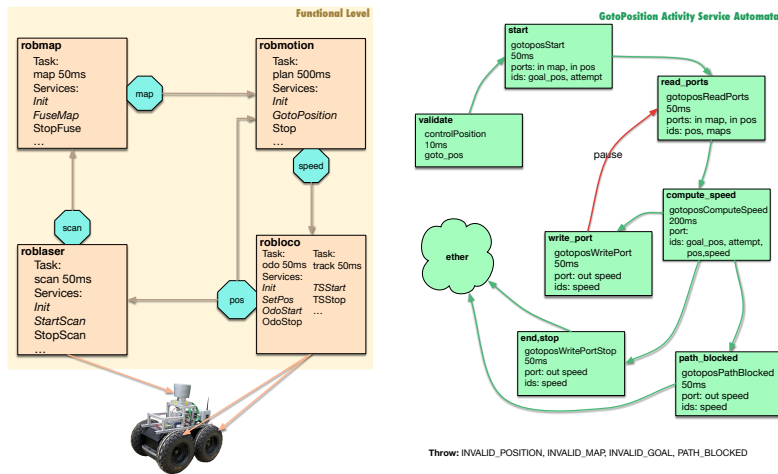 Functional Level
robmap
Task:
map 50ms
Services:
Init
FuseMap
StopFuse
…
map
robmotion
Task:
plan 500ms
Services:
Init
GotoPosition
Stop
…
speed
scan
pos
roblaser
Task:
scan 50ms
Services:
Init
StartScan
StopScan
…
robloco
Task: Task:
odo 50ms track 50ms
Services:
Init TSStart
SetPos TSStop
OdoStart …
OdoStop
GotoPosition Activity Service Automata
start
gotoposStart
50ms
ports: in map, in pos
ids: goal_pos, attempt
validate
controlPosition
10ms
goto_pos
read_ports
gotoposReadPorts
50ms
ports: in map, in pos
ids: pos, maps
pause
compute_speed
gotoposComputeSpeed
200ms
port:
ids: goal_pos, attempt,
pos,speed
write_port
gotoposWritePort
50ms
port: out speed
ids: speed
ether
end,stop
gotoposWritePortStop
50ms
port: out speed
ids: speed
path_blocked
gotoposPathBlocked
50ms
port: out speed
ids: speed
Throw: INVALID_POSITION, INVALID_MAP, INVALID_GOAL, PATH_BLOCKED